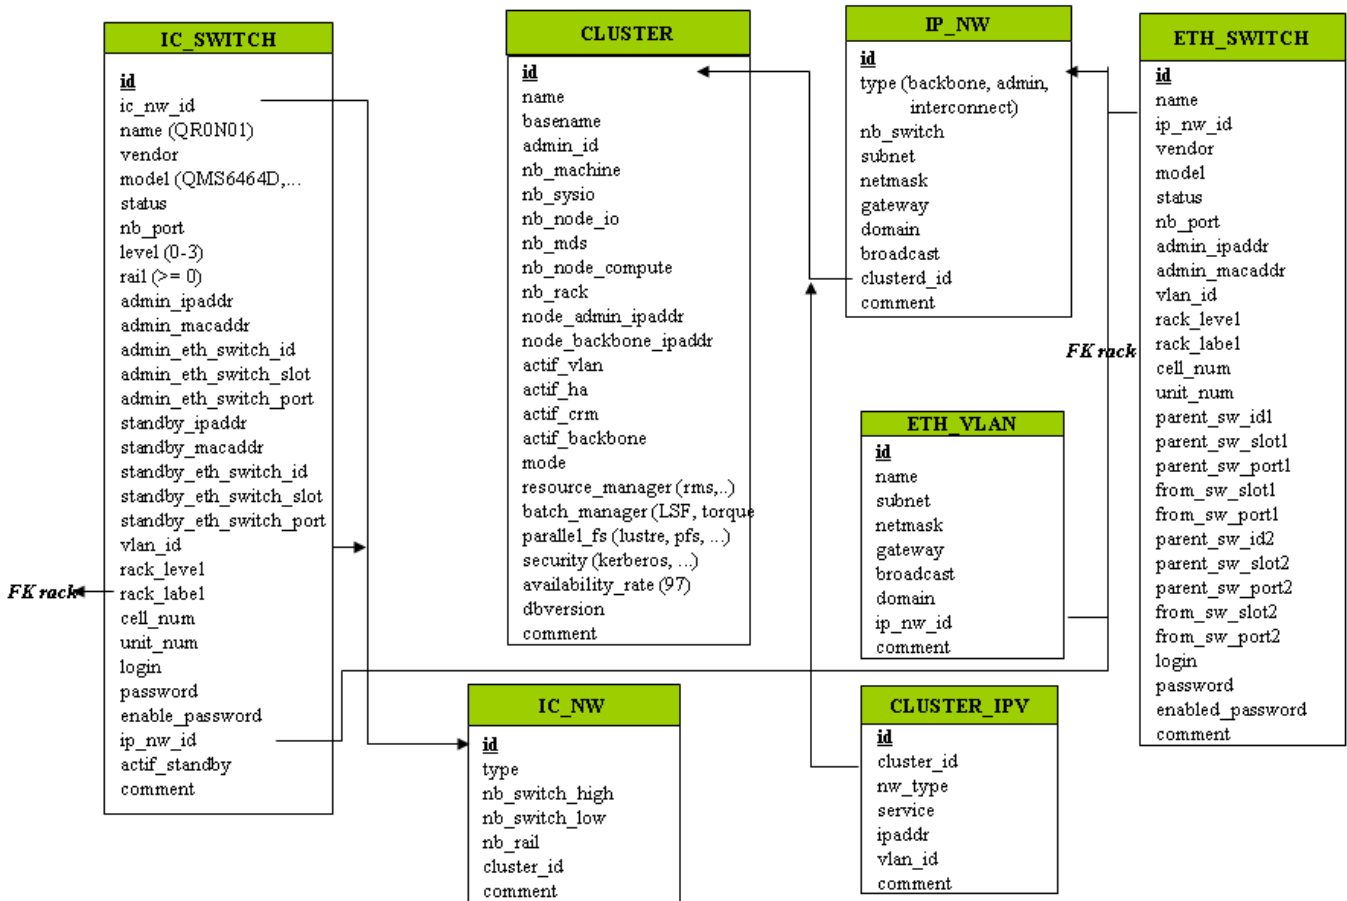 IC_SWITCH
id
ic_nw_id
name (QR0N01)
vendor
model (QMS6464D,...
status
nb_port
level (0-3)
rail (>= 0)
admin_ipaddr
admin_macaddr
admin_eth_switch_id
admin_eth_switch_slot
admin_eth_switch_port
standby_ipaddr
standby_macaddr
standby_eth_switch_id
standby_eth_switch_slot
standby_eth_switch_port
vlan_id
rack_level
rack_label
cell_num
unit_num
login
password
enable_password
ip_nw_id
actif_standby
comment
FK rack
CLUSTER
id
name
basename
admin_id
nb_machine
nb_sysio
nb_node_io
nb_mds
nb_node_compute
nb_rack
node_admin_ipaddr
node_backbone_ipaddr
actif_vlan
actif_ha
actif_crm
actif_backbone
mode
resource_manager (rms,..)
batch_manager (LSF, torque
parallel_fs (lustre, pfs, ...)
security (kerberos, ...)
availability_rate (97)
dbversion
comment
IC_NW
id
type
nb_switch_high
nb_switch_low
nb_rail
cluster_id
comment
IP_NW
id
type (backbone, admin,
interconnect)
nb_switch
subnet
netmask
gateway
domain
broadcast
clusterd_id
comment
ETH_VLAN
id
name
subnet
netmask
gateway
broadcast
domain
ip_nw_id
comment
CLUSTER_IPV
id
cluster_id
nw_type
service
ipaddr
vlan_id
comment
FK rack
ETH_SWITCH
id
name
ip_nw_id
vendor
model
status
nb_port
admin_ipaddr
admin_macaddr
vlan_id
rack_level
rack_label
cell_num
unit_num
parent_sw_id1
parent_sw_slot1
parent_sw_port1
from_sw_slot1
from_sw_port1
parent_sw_id2
parent_sw_slot2
parent_sw_port2
from_sw_slot2
from_sw_port2
login
password
enabled_password
comment